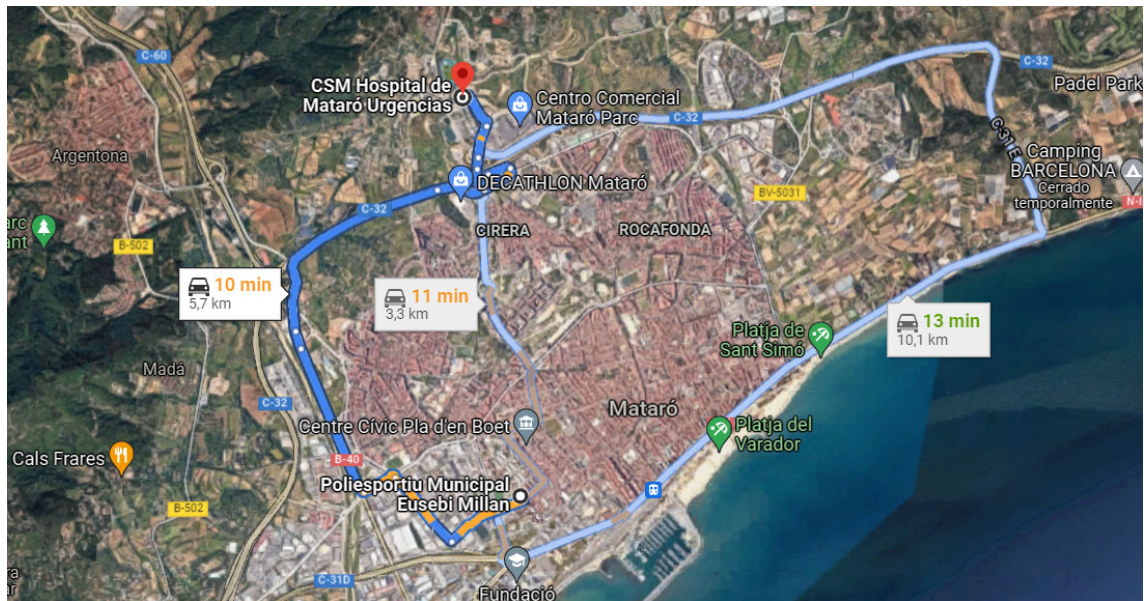 C-60
C-32
CSM Hospital de
Mataró Urgencias
Padel Park
Centro Comercial
Mataró Parc
C-32
C-31E
Argentona
Camping
BARCELONA
Cerrado
temporalmente
DECATHLON Mataró
BV-5031
N-II
C-32
CIRERA
ROCAFONDA
B-502
10 min
5,7 km
11 min
3,3 km
13 min
10,1 km
Platja de
Sant Simó
Madà
C-32
Mataró
Centre Cívic Pla d'en Boet
Platja del
Varador
Cals Frares
B-40
Poliesportiu Municipal
Eusebi Millan
B-502
C-31D
Fundació